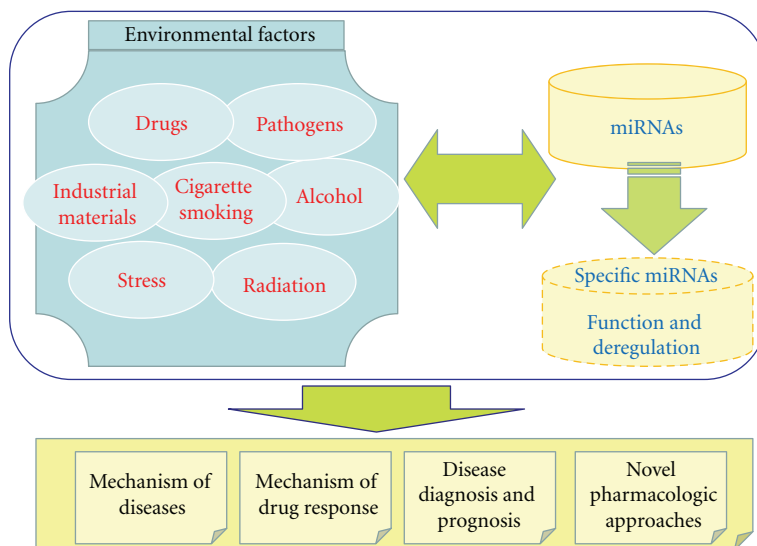 Environmental factors
Drugs
Pathogens
Industrial
materials
Cigarette
smoking
Alcohol
Stress
Radiation
miRNAs
Specific miRNAs
Function and
deregulation
Mechanism of
diseases
Mechanism of
drug response
Disease
diagnosis and
prognosis
Novel
pharmacologic
approaches